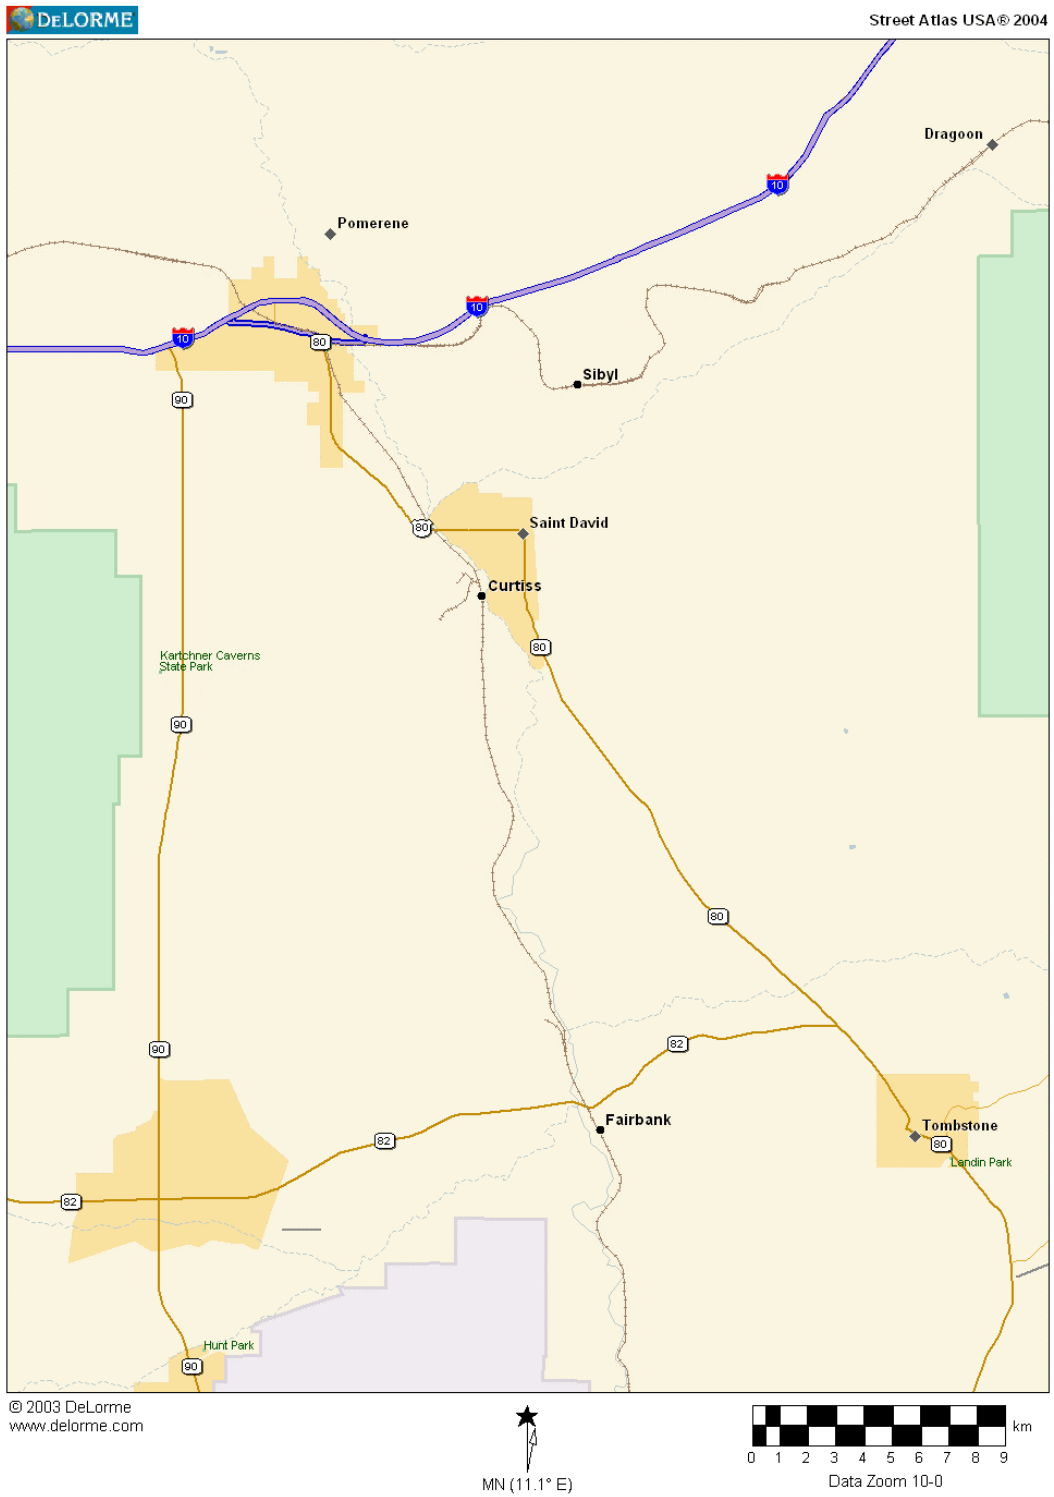 DELORME
Street Atlas USA® 2004
Dragoon
10
Pomerene
10
10
80
Sibyl
90
Saint David
80
Curtiss
80
Kartchner Caverns
State Park
90
80
82
90
Fairbank
Tombstone
82
80
Landin Park
82
Hunt Park
90
© 2003 DeLorme
www.delorme.com
km
0 1 2 3 4 5 6 7 8 9
MN (11.1° E)
Data Zoom 10-0